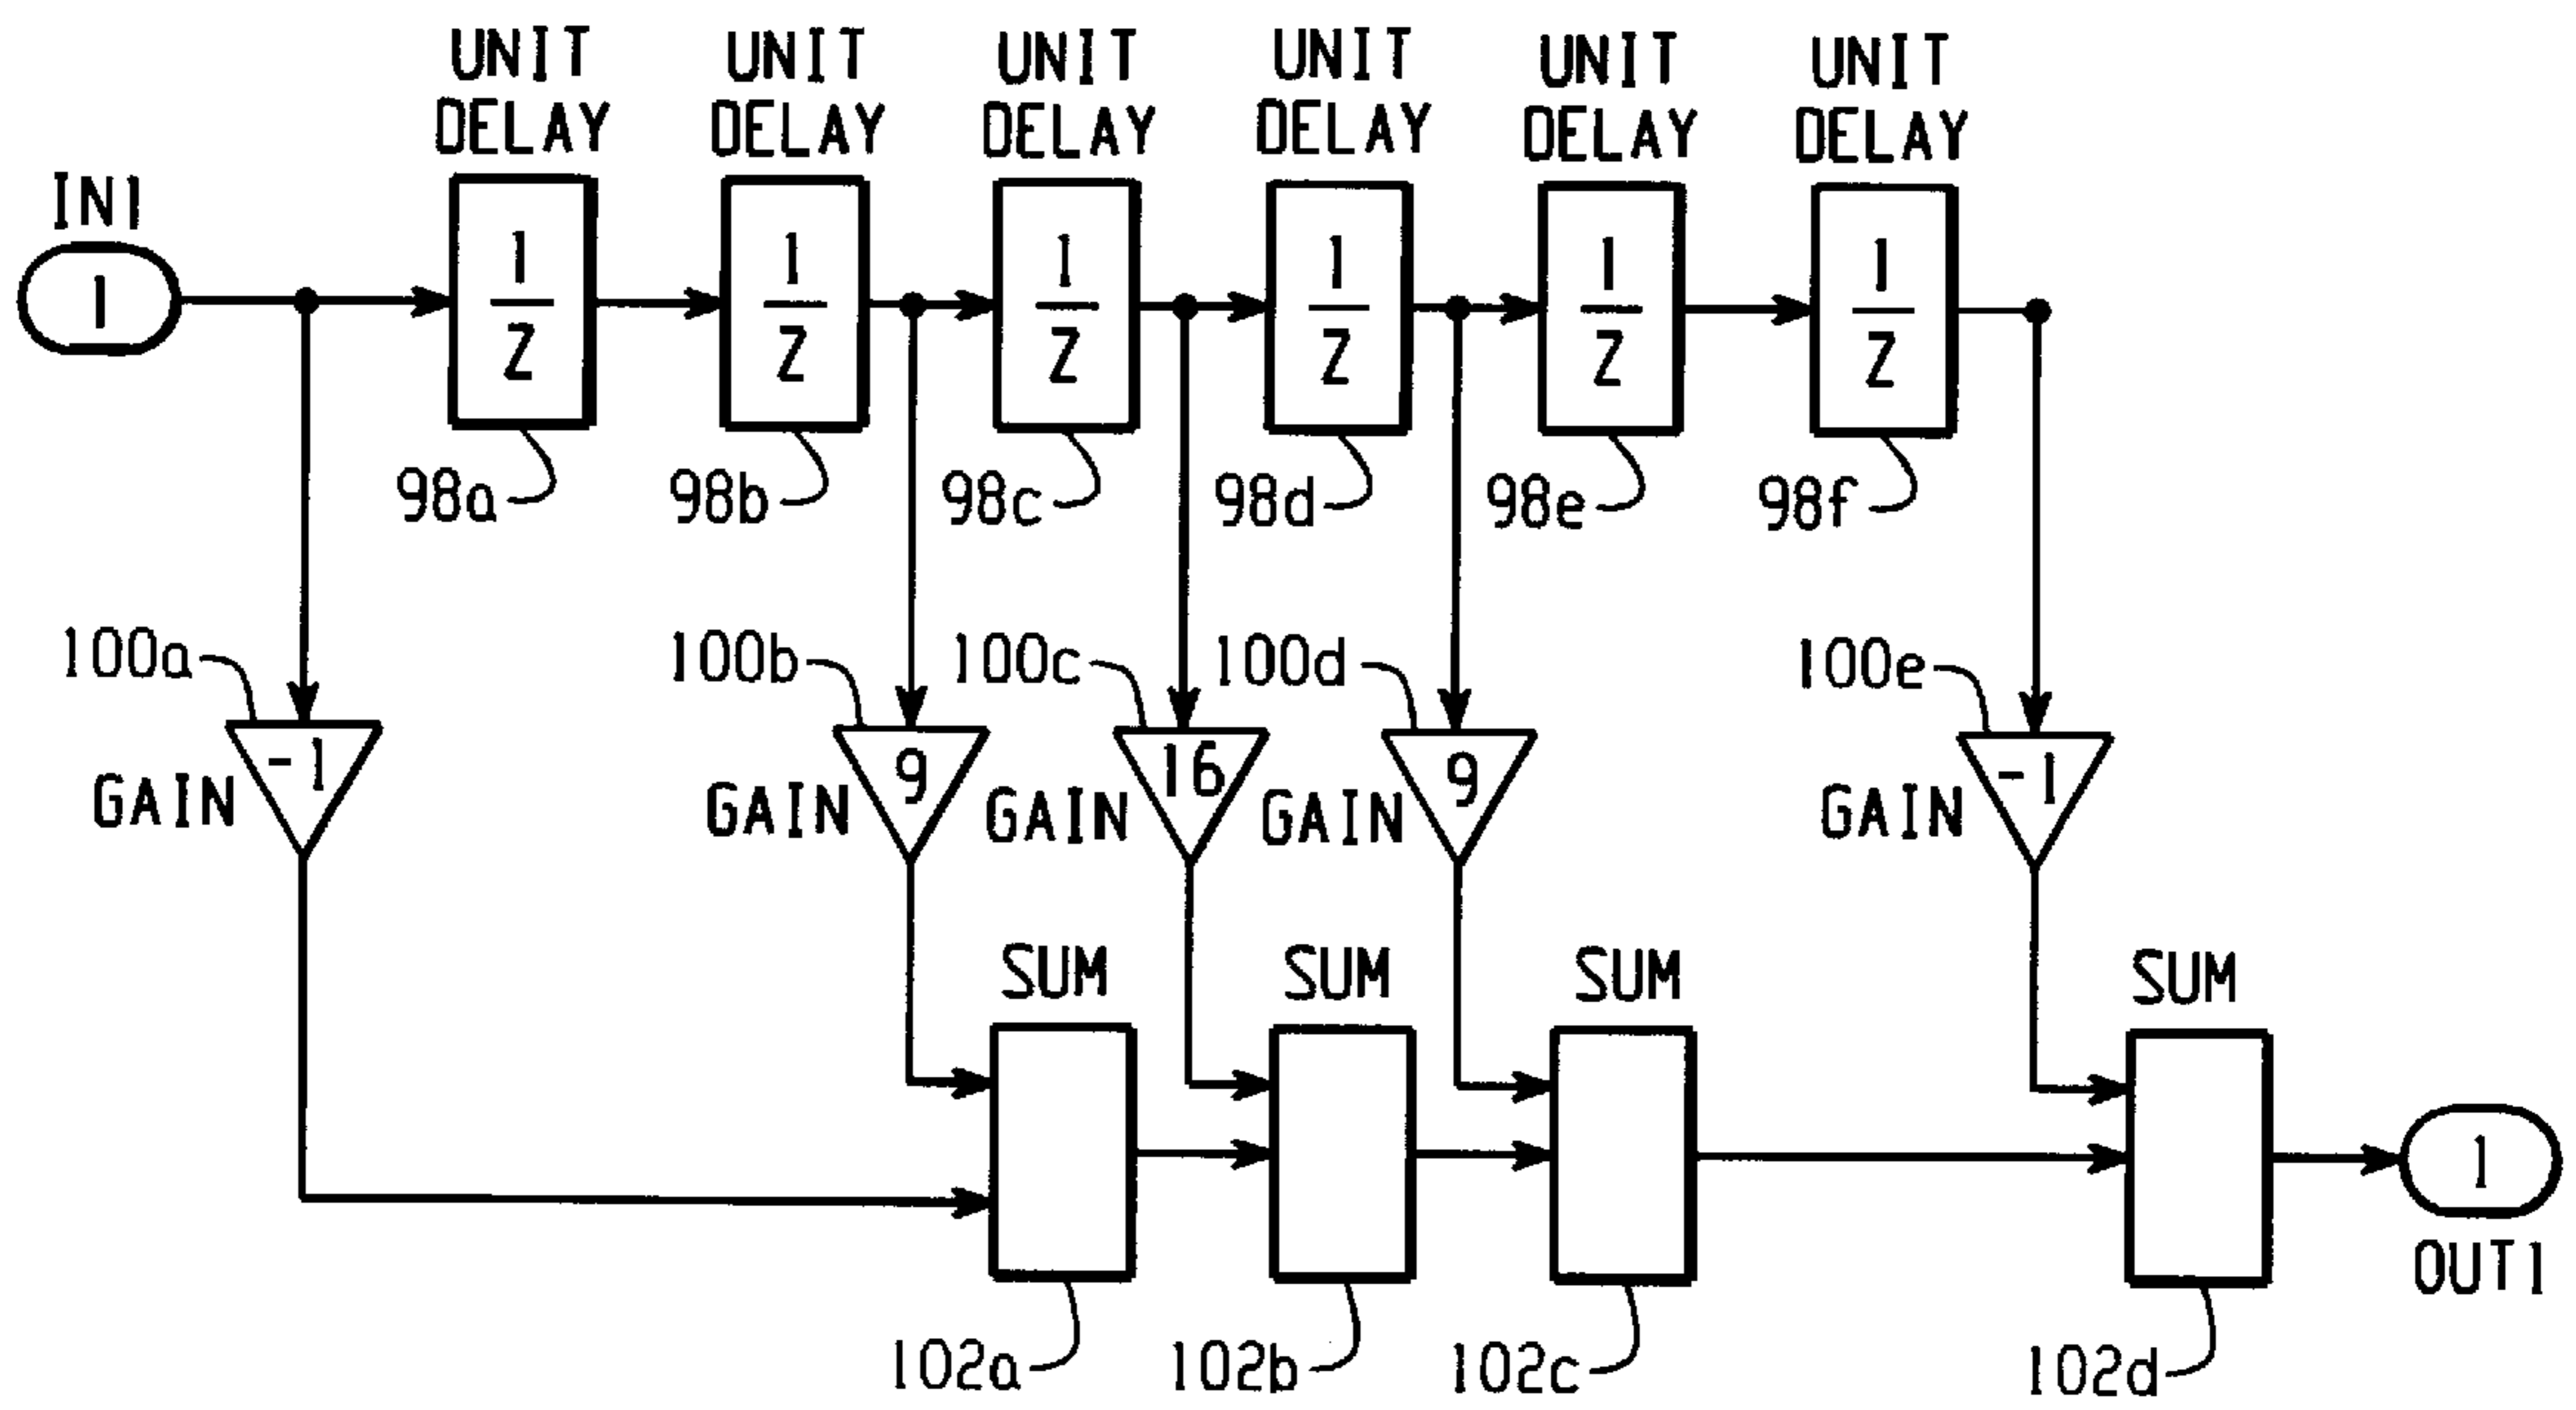 UNIT DELAY
UNIT DELAY
UNIT DELAY
UNIT DELAY
UNIT DELAY
UNIT DELAY
IN1
1
1
Z
1
Z
1
Z
1
Z
1
Z
1
Z
98a
98b
98c
98d
98e
98f
100a
100b
100c
100d
100e
-1
9
16
9
-1
GAIN
GAIN
GAIN
GAIN
GAIN
SUM
SUM
SUM
SUM
1
OUT1
102a
102b
102c
102d